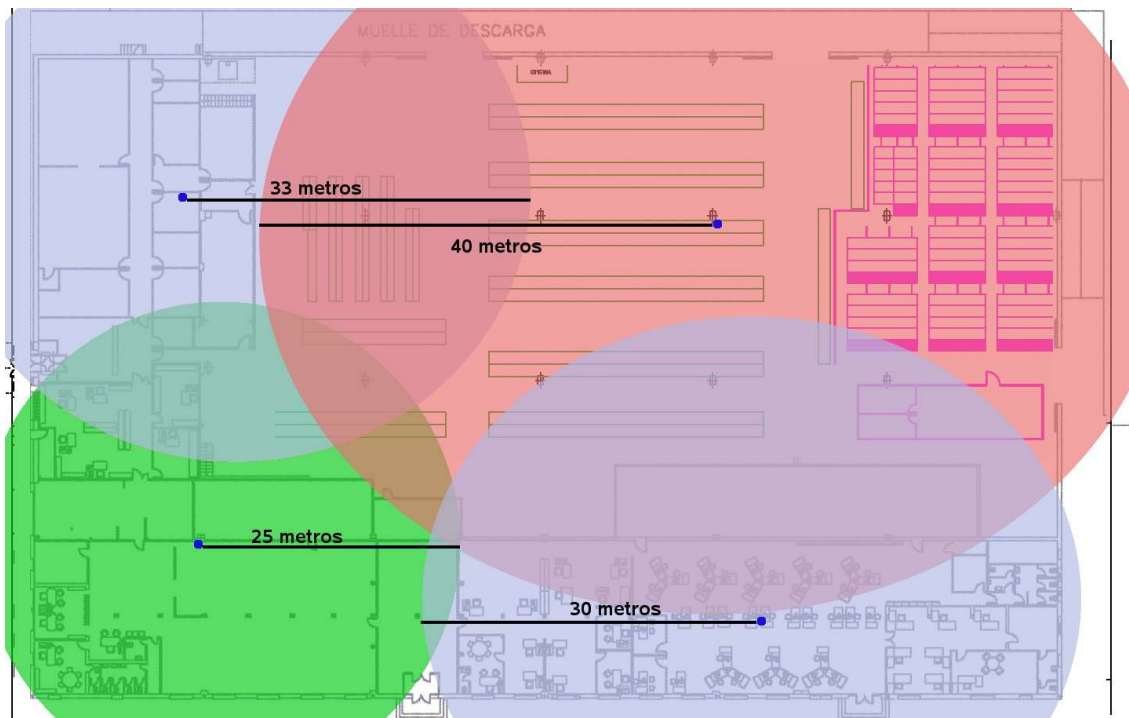 MUELLE DE DESCARGA
OFICINA
33 metros
40 metros
25 metros
30 metros